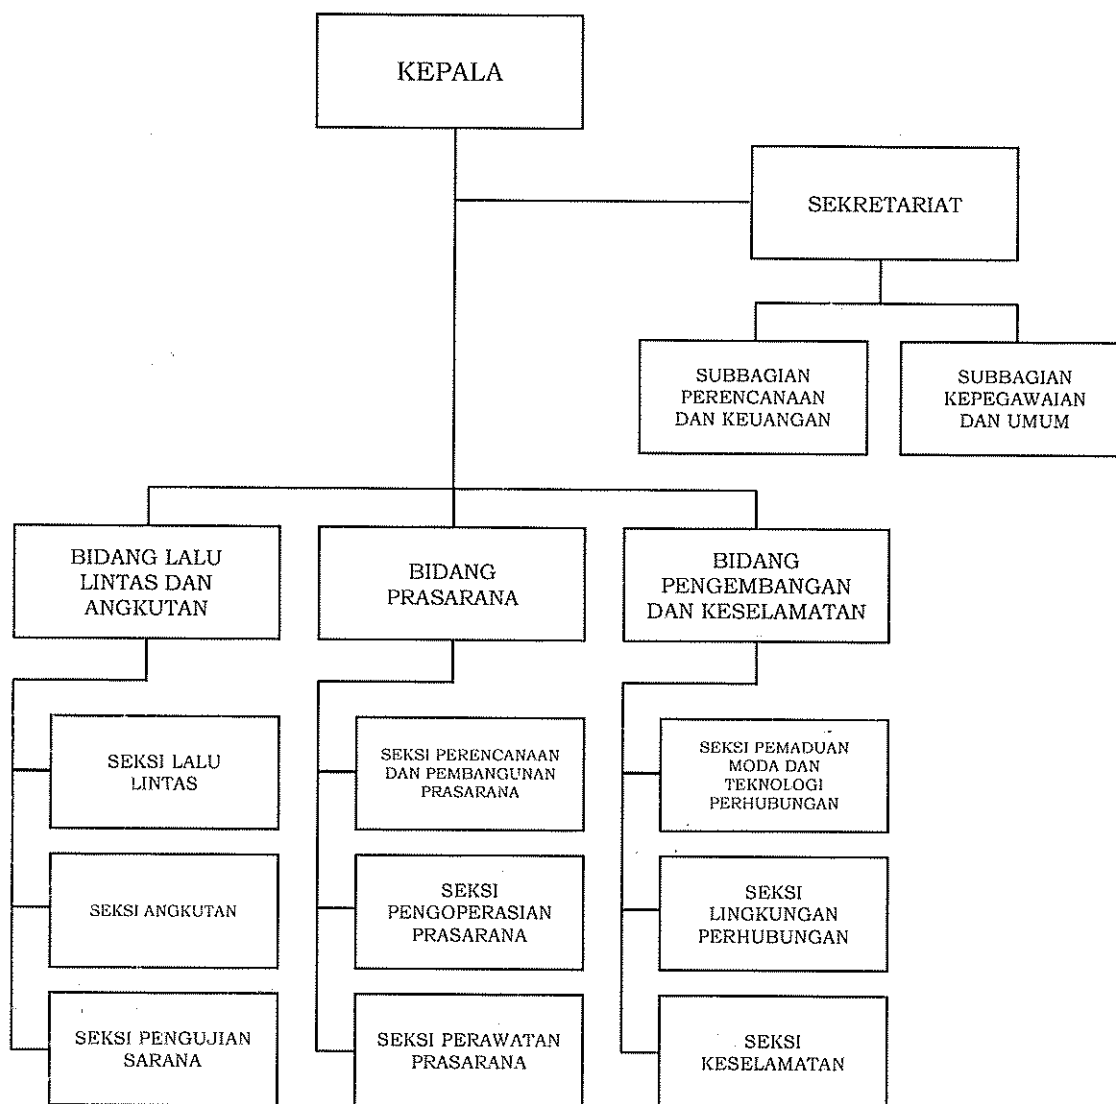 KEPALA
SEKRETARIAT
SUBBAGIAN
PERENCANAAN
DAN KEUANGAN
SUBBAGIAN
KEPEGAWAIAN
DAN UMUM
BIDANG LALU
LINTAS DAN
ANGKUTAN
BIDANG
PRASARANA
BIDANG
PENGEMBANGAN
DAN KESELAMATAN
SEKSI LALU
LINTAS
SEKSI ANGKUTAN
SEKSI PENGUJIAN
SARANA
SEKSI PERENCANAAN
DAN PEMBANGUNAN
PRASARANA
SEKSI
PENGOPERASIAN
PRASARANA
SEKSI PERAWATAN
PRASARANA
SEKSI PEMADUAN
MODA DAN
TEKNOLOGI
PERHUBUNGAN
SEKSI
LINGKUNGAN
PERHUBUNGAN
SEKSI
KESELAMATAN